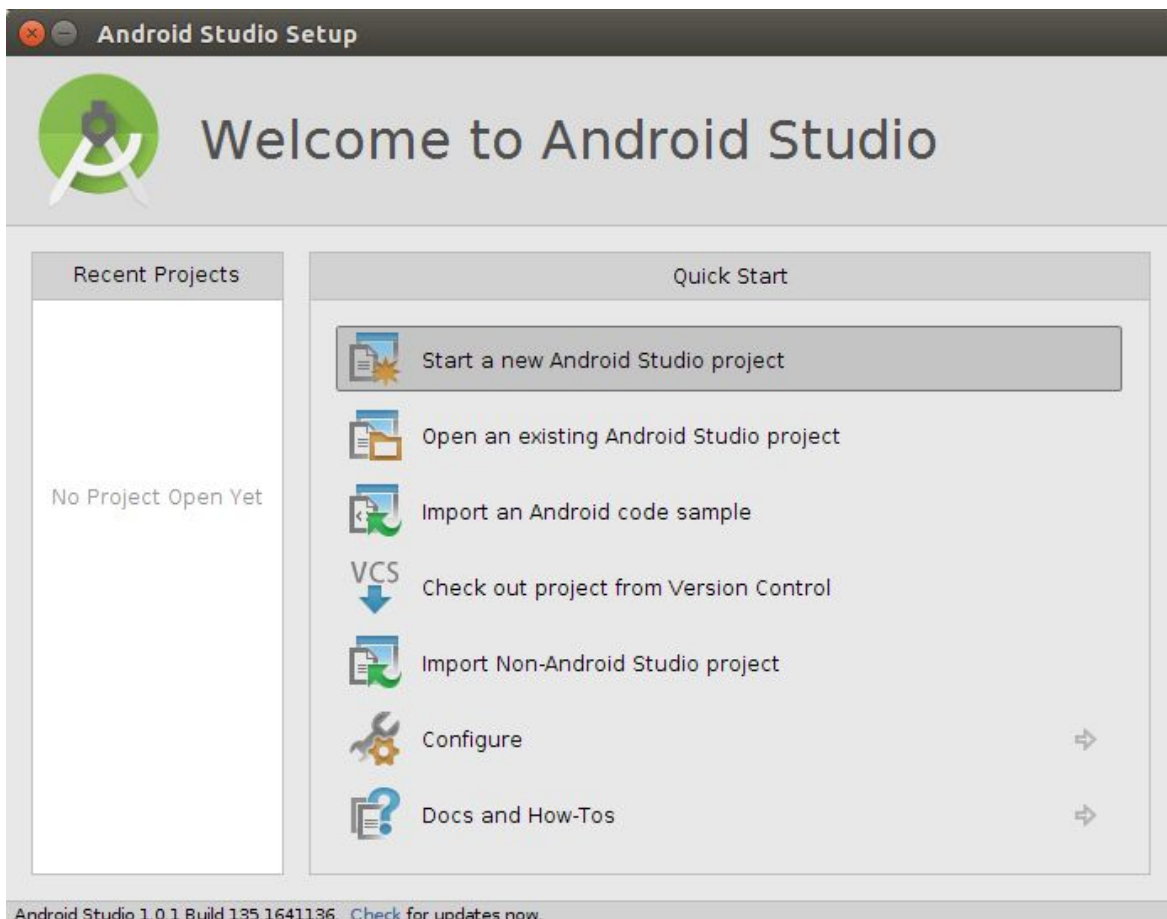 Android Studio Setup
Welcome to Android Studio
Recent Projects
No Project Open Yet
Quick Start
Start a new Android Studio project
Open an existing Android Studio project
Import an Android code sample
VCS
Check out project from Version Control
Import Non-Android Studio project
Configure
Docs and How-Tos
Android Studio 1.0.1 Build 135.1641136. Check for updates now.